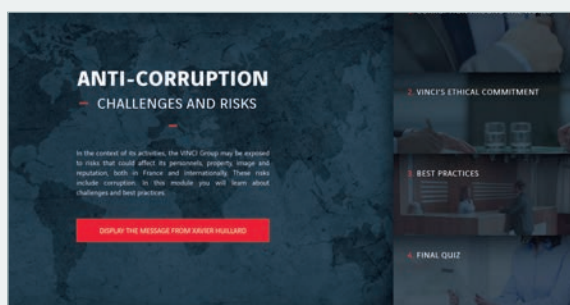 ANTI-CORRUPTION
CHALLENGES AND RISKS
In the context of its activities, the VINCI Group may be exposed
to risks that could affect its personnels, property, image and
reputation, both in France and internationally. These risks
include corruption. In this module you will learn about
challenges and best practices.
DISPLAY THE MESSAGE FROM XAVIER HUILLARD
2. VINCI'S ETHICAL COMMITMENT
3. BEST PRACTICES
4. FINAL QUIZ